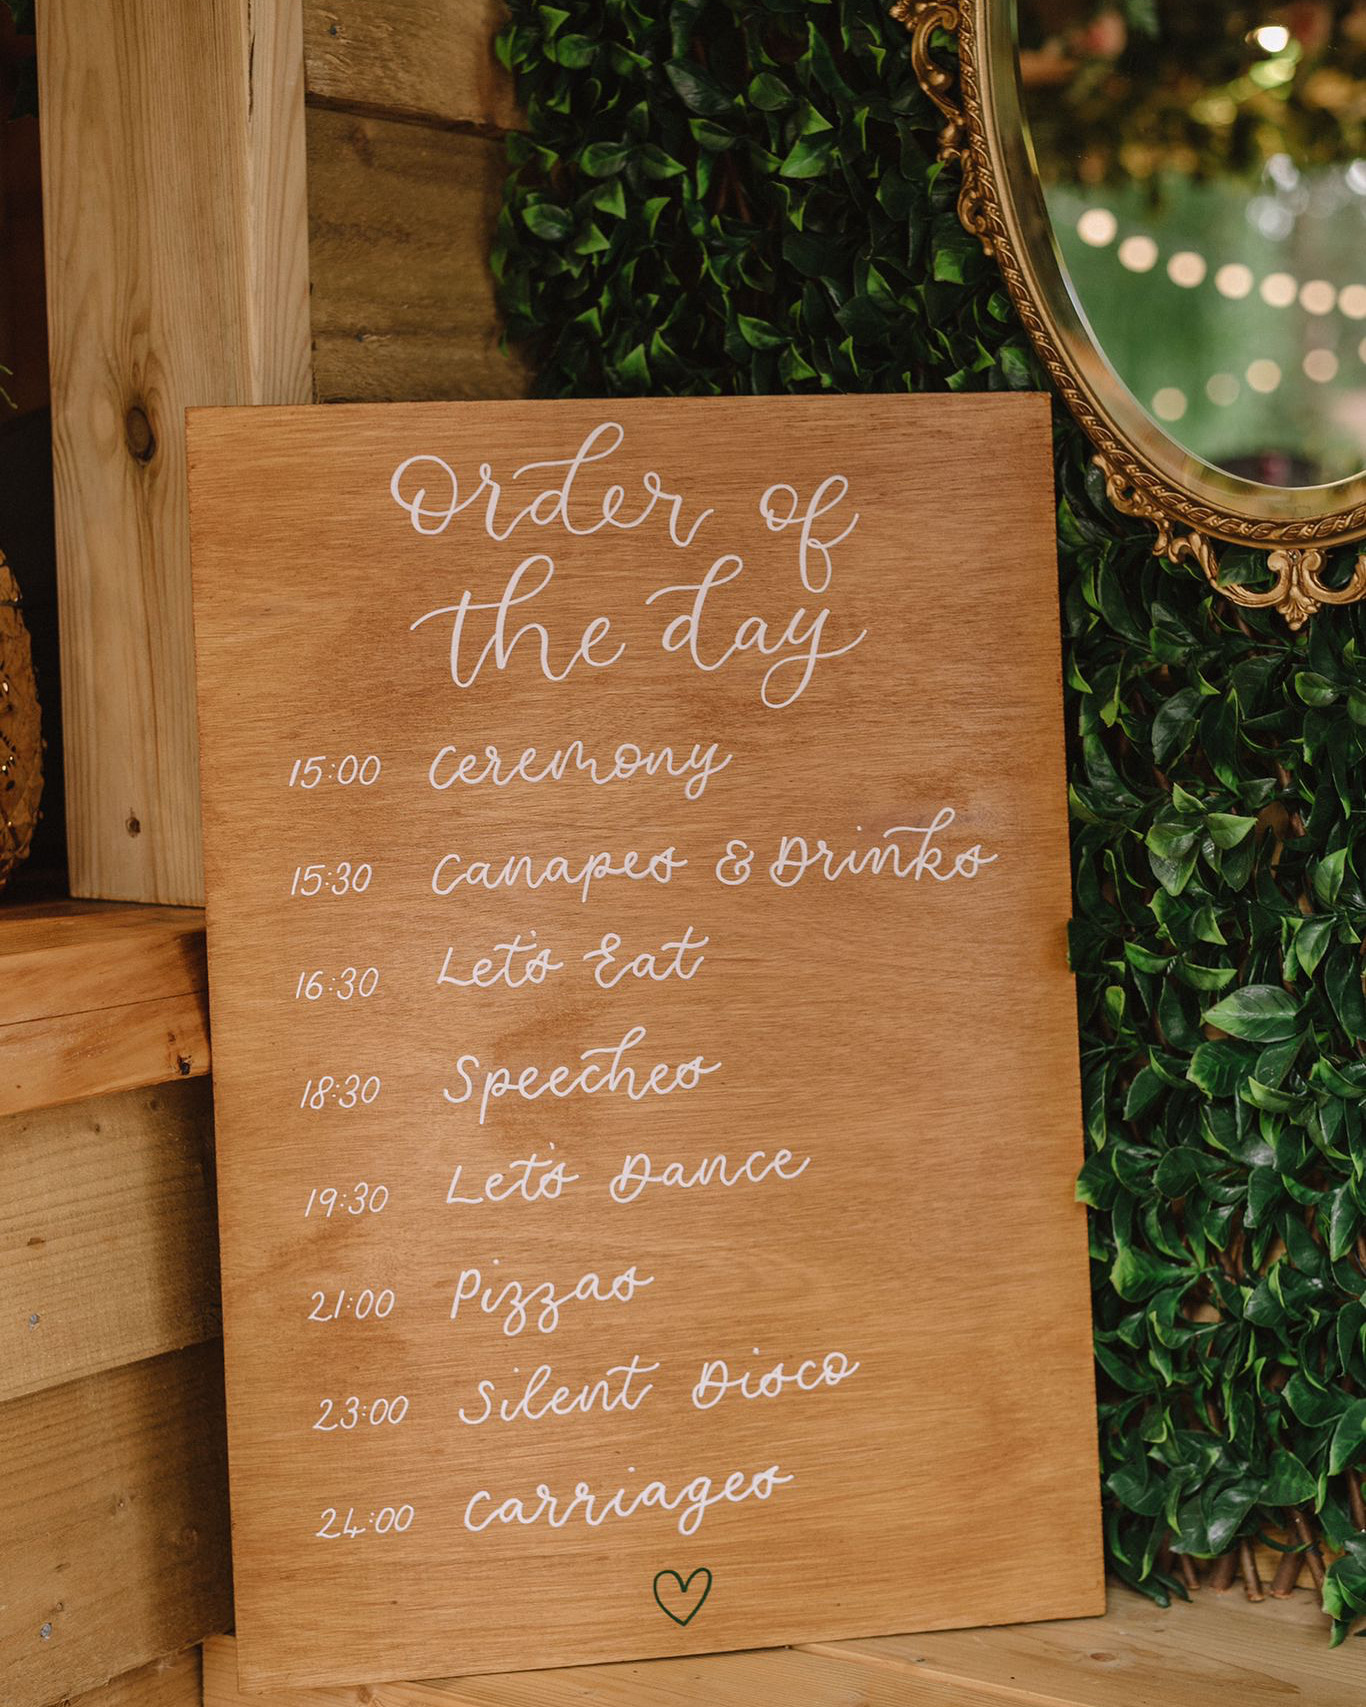 Order of
the day
15:00 Ceremony
15:30 Canapes & Drinks
16:30 Let's Eat
18:30 Speeches
19:30 Let's Dance
21:00 Pizzas
23:00 Silent Disco
24:00 Carriages